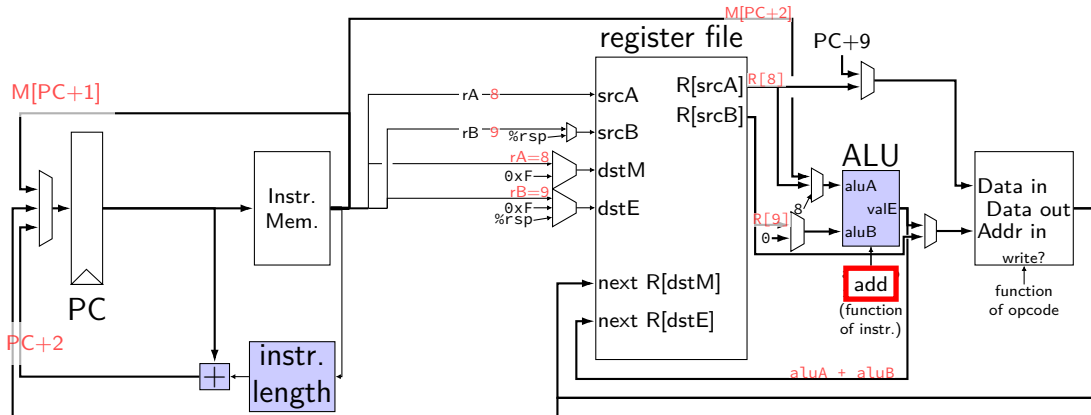 M[PC+2]
register file
PC+9
M[PC+1]
R[srcA]
R[8]
rA 8
srcA
R[srcB]
rB 9
%rsp
srcB
ALU
rA=8
0xF
dstM
Instr.
Mem.
rB=9
0xF
%rsp
dstE
aluA
valE
aluB
8
R[9]
0
Data in
Data out
Addr in
write?
add
(function
of instr.)
function
of opcode
next R[dstM]
next R[dstE]
PC
PC+2
+
instr.
length
aluA + aluB